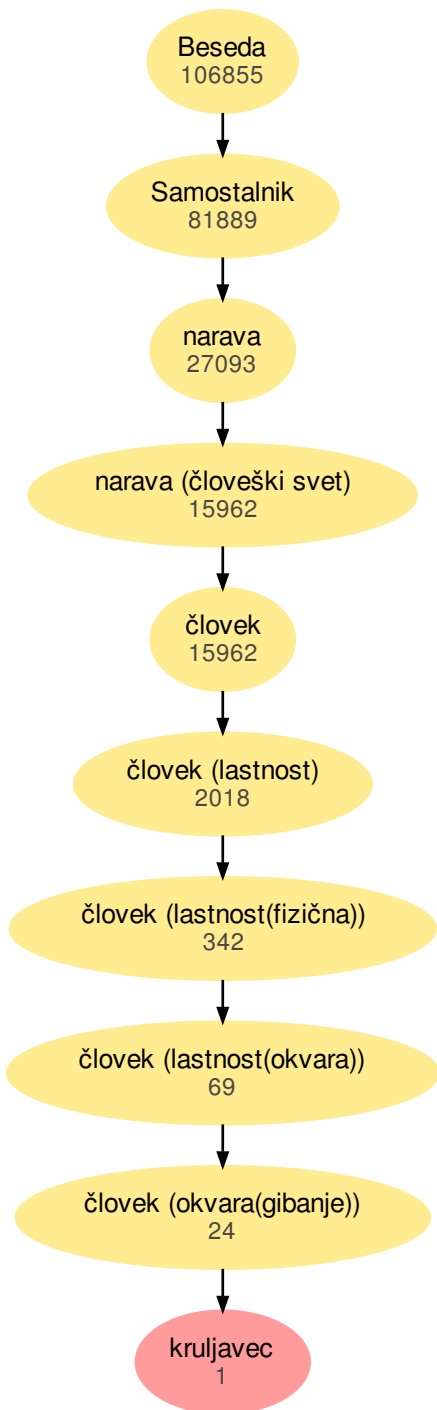 Beseda
106855
Samostalnik
81889
narava
27093
narava (človeški svet)
15962
človek
15962
človek (lastnost)
2018
človek (lastnost(fizična))
342
človek (lastnost(okvara))
69
človek (okvara(gibanje))
24
kruljavec
1